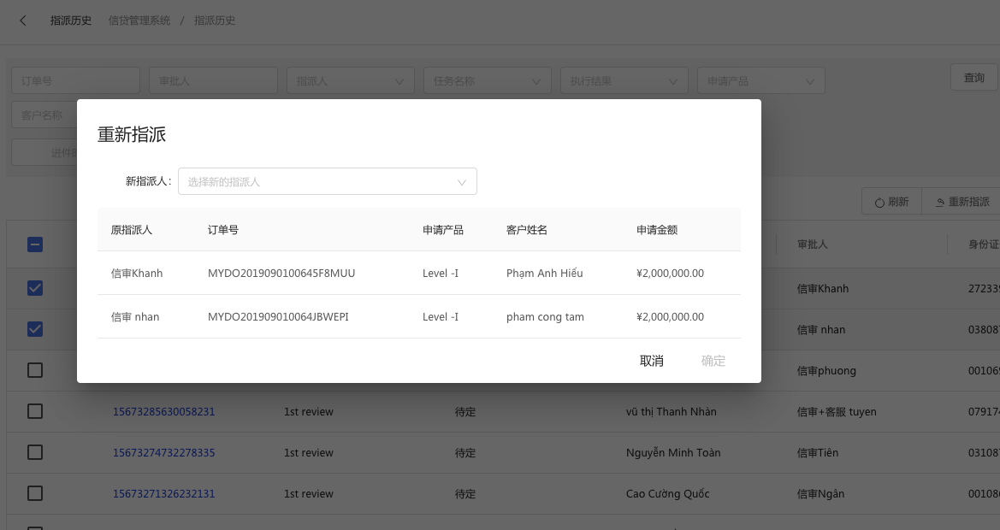 指派历史 信贷管理系统 / 指派历史
订单号 审批人 指派人 任务名称 执行结果 申请产品 查询
客户名称
进件
重新指派
新指派人: 选择新的指派人
刷新 重新指派
原指派人 订单号 申请产品 客户姓名 申请金额
审批人 身份证
信审Khanh MYDO2019090100645F8MUU Level -I Phạm Anh Hiếu ¥2,000,000.00
信审Khanh 272339
信审 nhan MYDO201909010064JBWEPI Level -I pham cong tam ¥2,000,000.00
信审 nhan 03808
取消 确定
信审phuong 00106
15673285630058231 1st review 待定 vũ thị Thanh Nhàn 信审+客服 tuyen 07917
15673274732278335 1st review 待定 Nguyễn Minh Toàn 信审Tiên 03108
15673271326232131 1st review 待定 Cao Cường Quốc 信审Ngân 00108